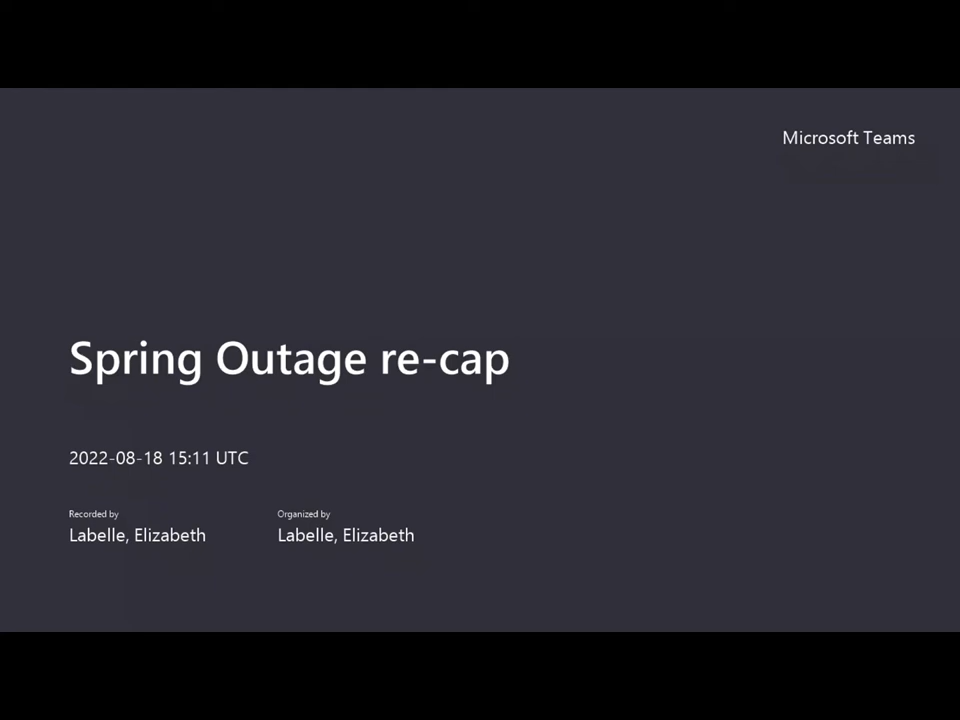 Microsoft Teams
Spring Outage re-cap
2022-08-18 15:11 UTC
Recorded by
Organized by
Labelle, Elizabeth
Labelle, Elizabeth